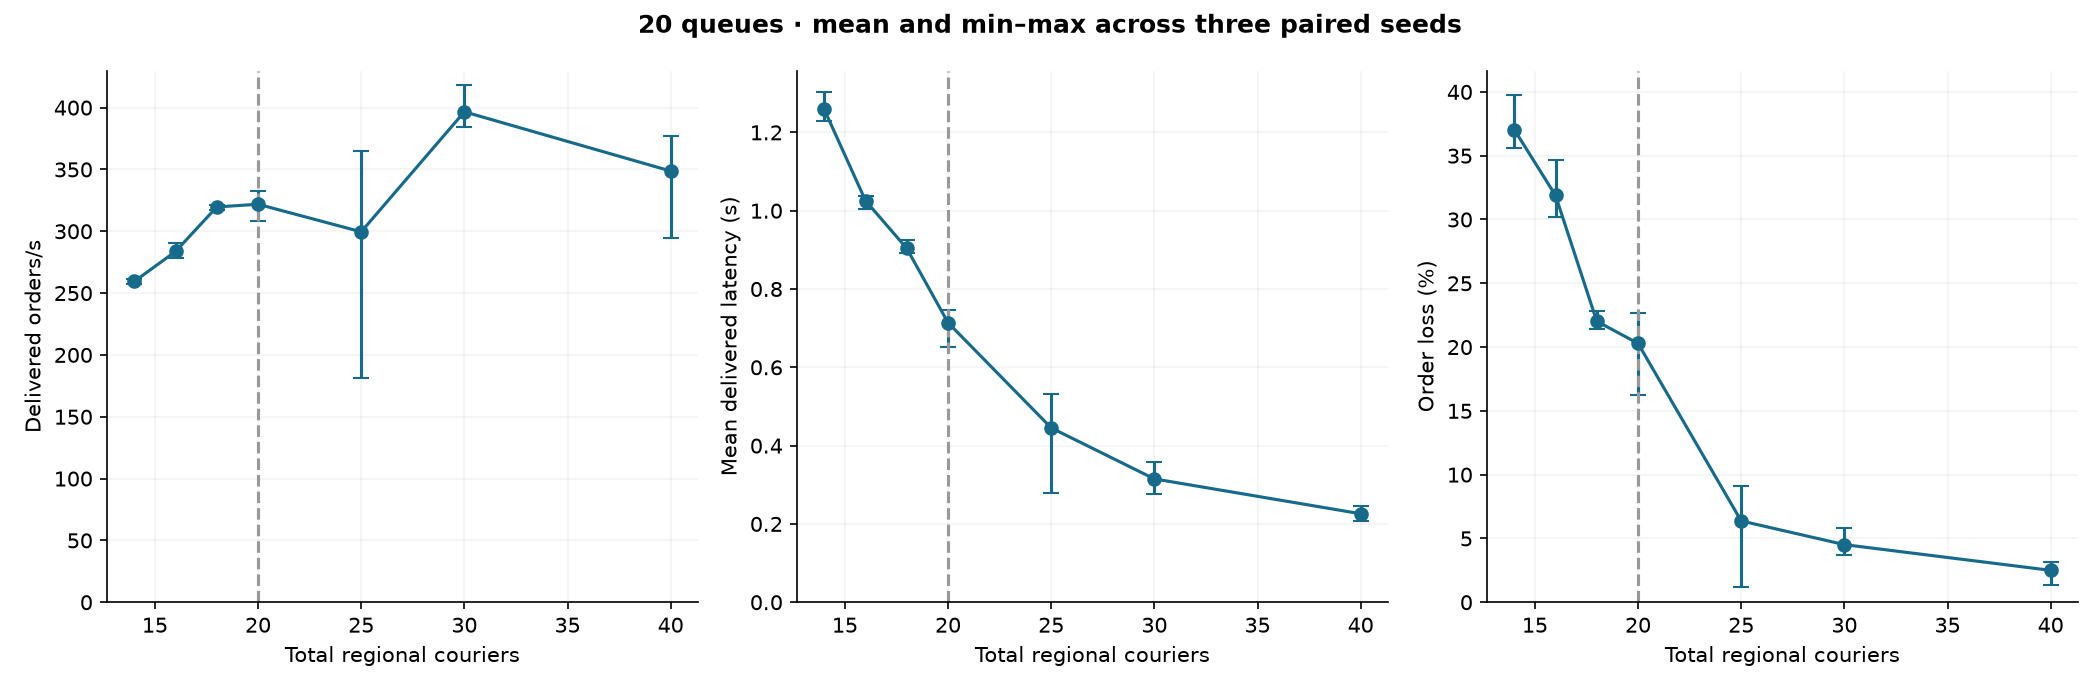 20 queues · mean and min–max across three paired seeds
Delivered orders/s
400
350
300
250
200
150
100
50
0
15 20 25 30 35 40
Total regional couriers
Mean delivered latency (s)
1.2
1.0
0.8
0.6
0.4
0.2
0.0
15 20 25 30 35 40
Total regional couriers
Order loss (%)
40
35
30
25
20
15
10
5
0
15 20 25 30 35 40
Total regional couriers